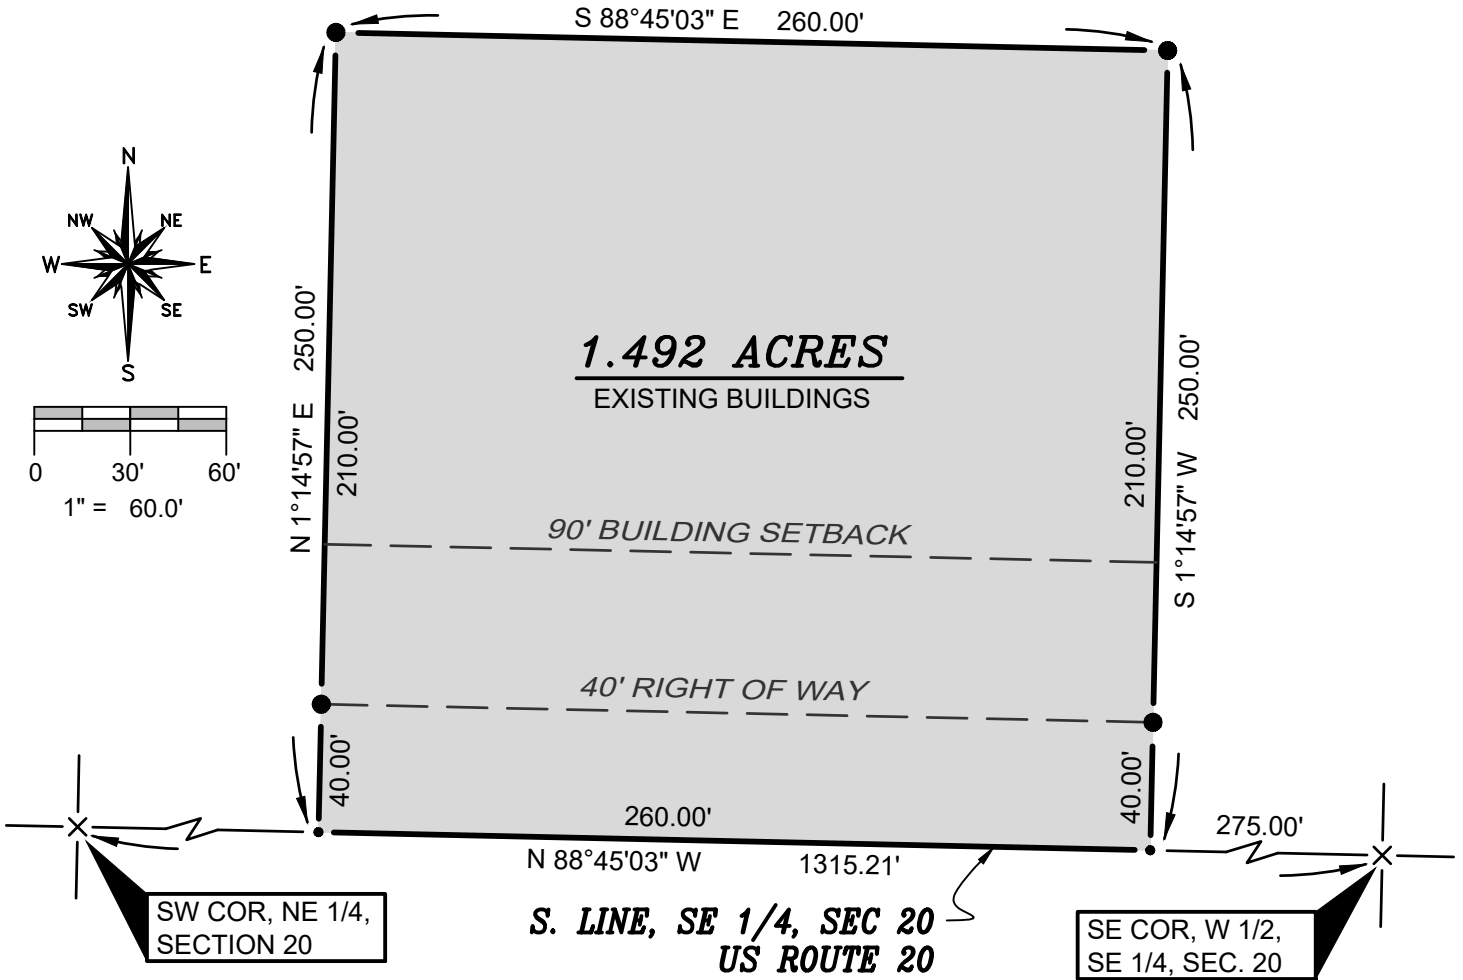 S 88°45'03" E 260.00'
N
NW NE
W E
SW SE
S
0 30' 60'
1" = 60.0'
N 1°14'57" E 250.00'
210.00'
1.492 ACRES
EXISTING BUILDINGS
210.00'
S 1°14'57" W 250.00'
90' BUILDING SETBACK
40' RIGHT OF WAY
40.00'
40.00'
260.00'
275.00'
N 88°45'03" W 1315.21'
SW COR, NE 1/4,
SECTION 20
S. LINE, SE 1/4, SEC 20
US ROUTE 20
SE COR, W 1/2,
SE 1/4, SEC. 20